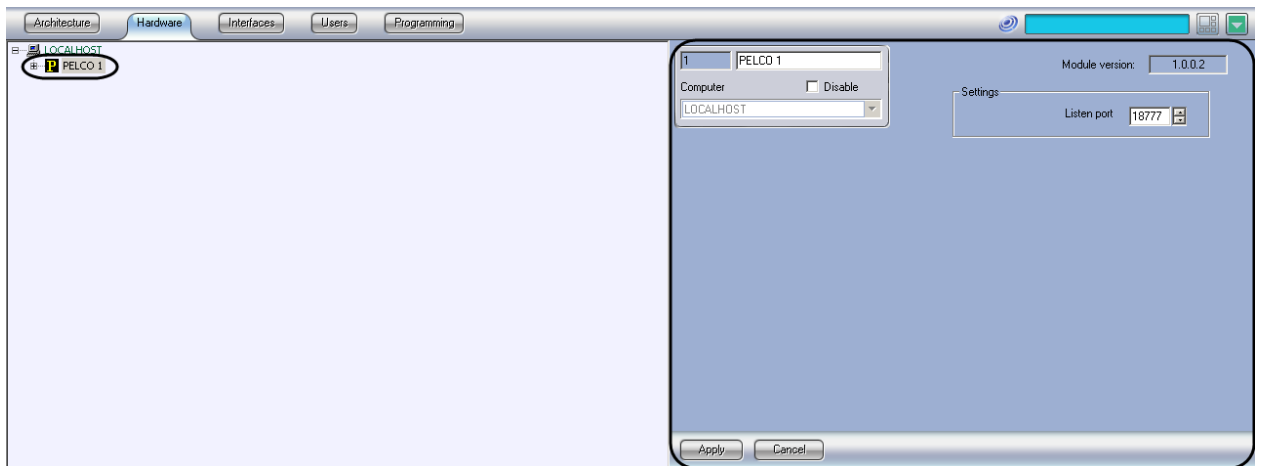 Architecture Hardware Interfaces Users Programming
LOCALHOST
P PELCO 1
1 PELCO 1
Module version: 1.0.0.2
Computer Disable
Settings
LOCALHOST
Listen port 18777
Apply Cancel